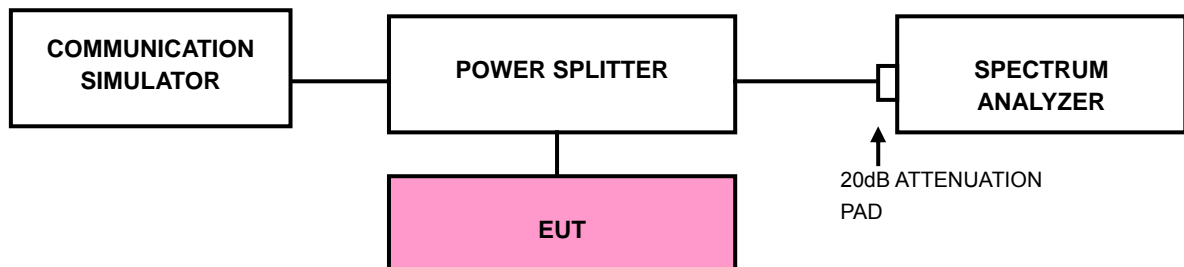 COMMUNICATION
SIMULATOR
POWER SPLITTER
SPECTRUM
ANALYZER
20dB ATTENUATION
PAD
EUT